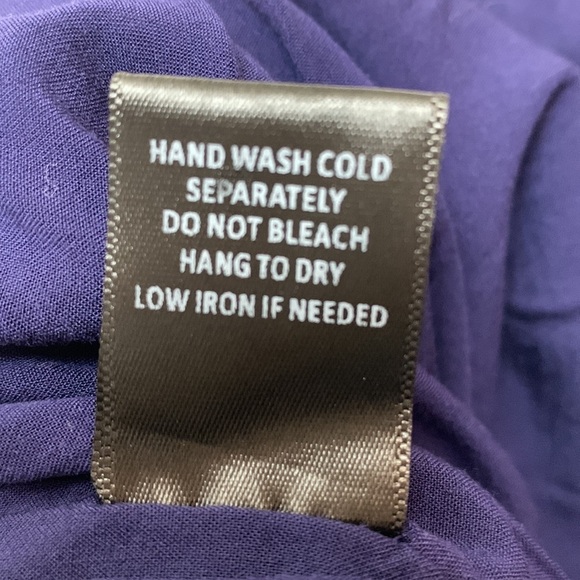 HAND WASH COLD
SEPARATELY
DO NOT BLEACH
HANG TO DRY
LOW IRON IF NEEDED